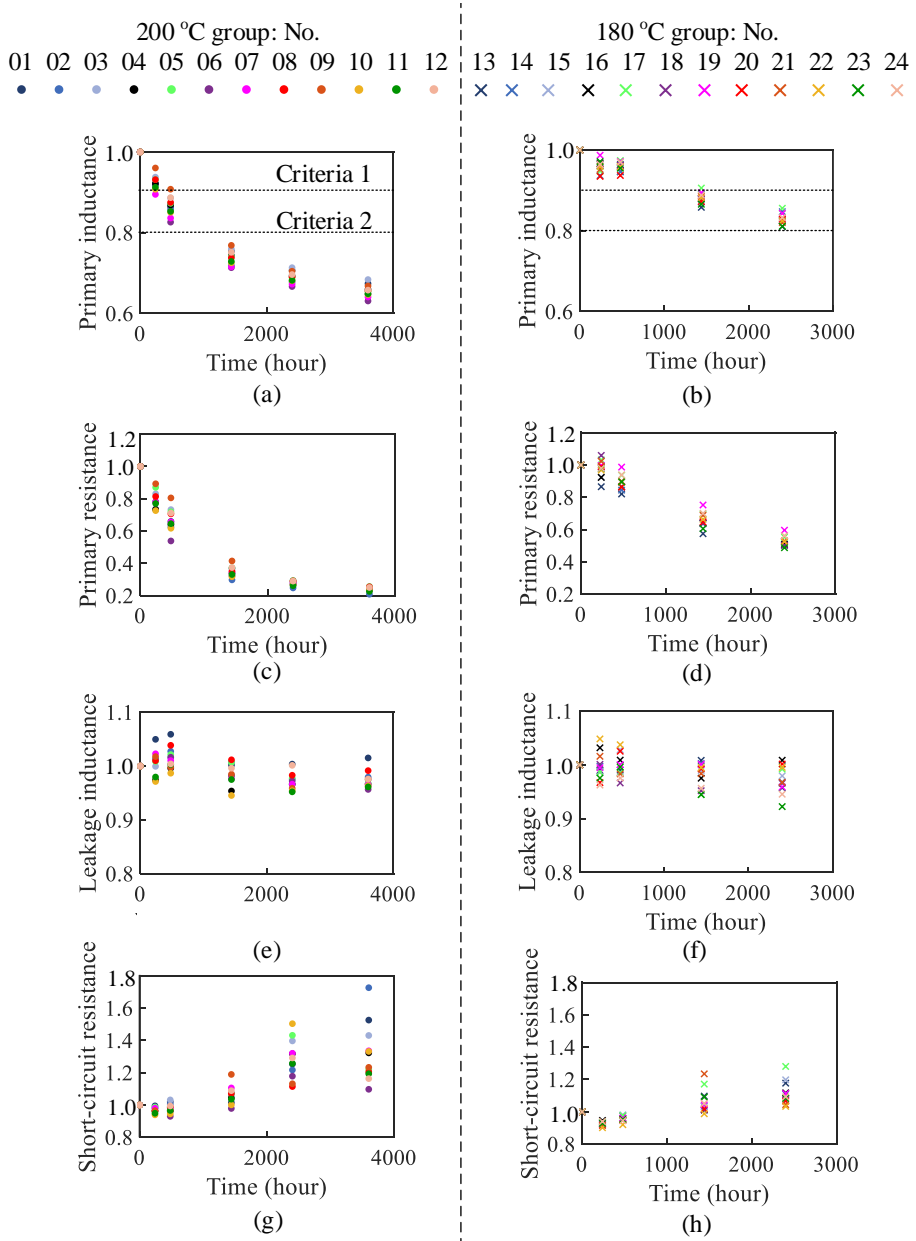 200 °C group: No.
01 02 03 04 05 06 07 08 09 10 11 12
180 °C group: No.
13 14 15 16 17 18 19 20 21 22 23 24
Primary inductance
1.0
0.8
0.6
Criteria 1
Criteria 2
0 2000 4000
Time (hour)
(a)
Primary inductance
1.0
0.8
0.6
0 1000 2000 3000
Time (hour)
(b)
Primary resistance
1.2
1.0
0.8
0.6
0.4
0.2
0 2000 4000
Time (hour)
(c)
Primary resistance
1.2
1.0
0.8
0.6
0.4
0.2
0 1000 2000 3000
Time (hour)
(d)
Leakage inductance
1.1
1.0
0.9
0.8
0 2000 4000
Time (hour)
(e)
Leakage inductance
1.1
1.0
0.9
0.8
0 1000 2000 3000
Time (hour)
(f)
Short-circuit resistance
1.8
1.6
1.4
1.2
1.0
0.8
0 2000 4000
Time (hour)
(g)
Short-circuit resistance
1.8
1.6
1.4
1.2
1.0
0.8
0 1000 2000 3000
Time (hour)
(h)